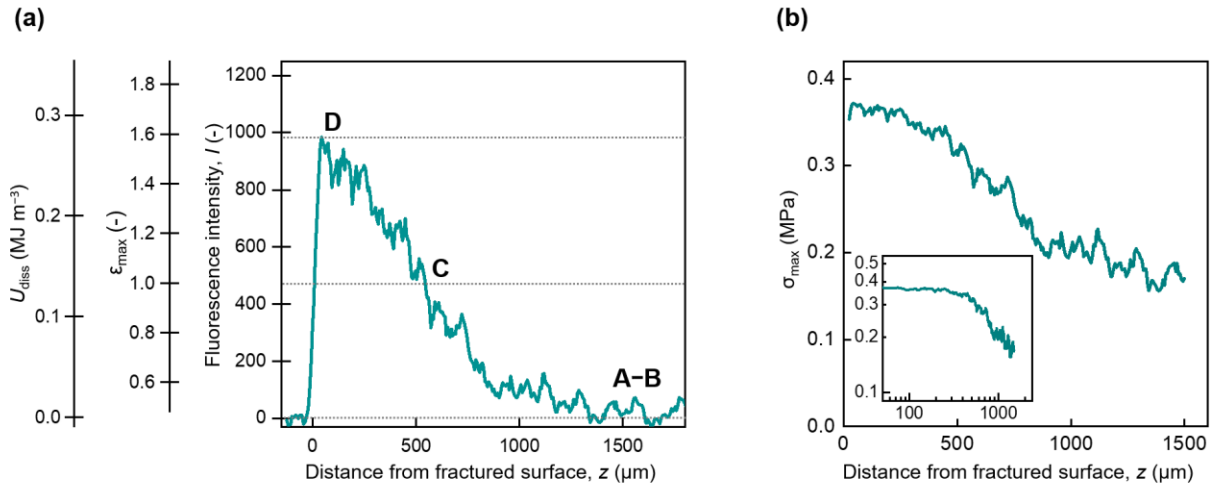 (a)
U_diss (MJ m⁻³)
0.3
0.2
0.1
0.0
ε_max (-)
1.8
1.6
1.4
1.2
1.0
0.8
0.6
Fluorescence intensity, I (-)
1200
1000
800
600
400
200
0
D
C
A–B
0 500 1000 1500
Distance from fractured surface, z (μm)
(b)
σ_max (MPa)
0.4
0.3
0.2
0.1
0.0
0.5
0.4
0.3
0.2
0.1
100 1000
0 500 1000 1500
Distance from fractured surface, z (μm)